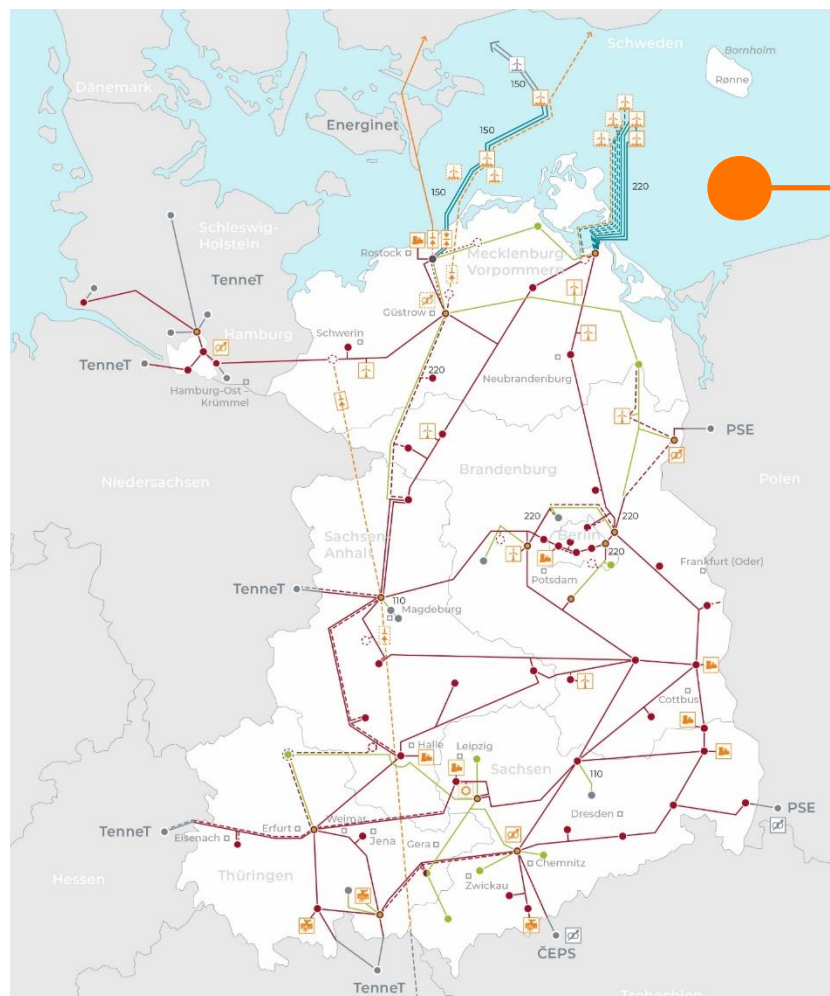 Schweden
Bornholm
Rønne
Dänemark
150
Energinet
150
150
220
Schleswig-
Holstein
Rostock
Mecklenburg
Vorpommern
TenneT
Güstrow
Hamburg
Schwerin
TenneT
220
Hamburg-Ost –
Krümmel
Neubrandenburg
PSE
Brandenburg
Niedersachsen
Polen
220
220
Sachsen-
Anhalt
Berlin
220
Frankfurt (Oder)
Potsdam
TenneT
110
Magdeburg
Cottbus
Halle
Leipzig
Sachsen
110
PSE
TenneT
Weimar
Erfurt
Dresden
Eisenach
Jena
Gera
Chemnitz
Thüringen
Hessen
Zwickau
ČEPS
TenneT
Tschechien